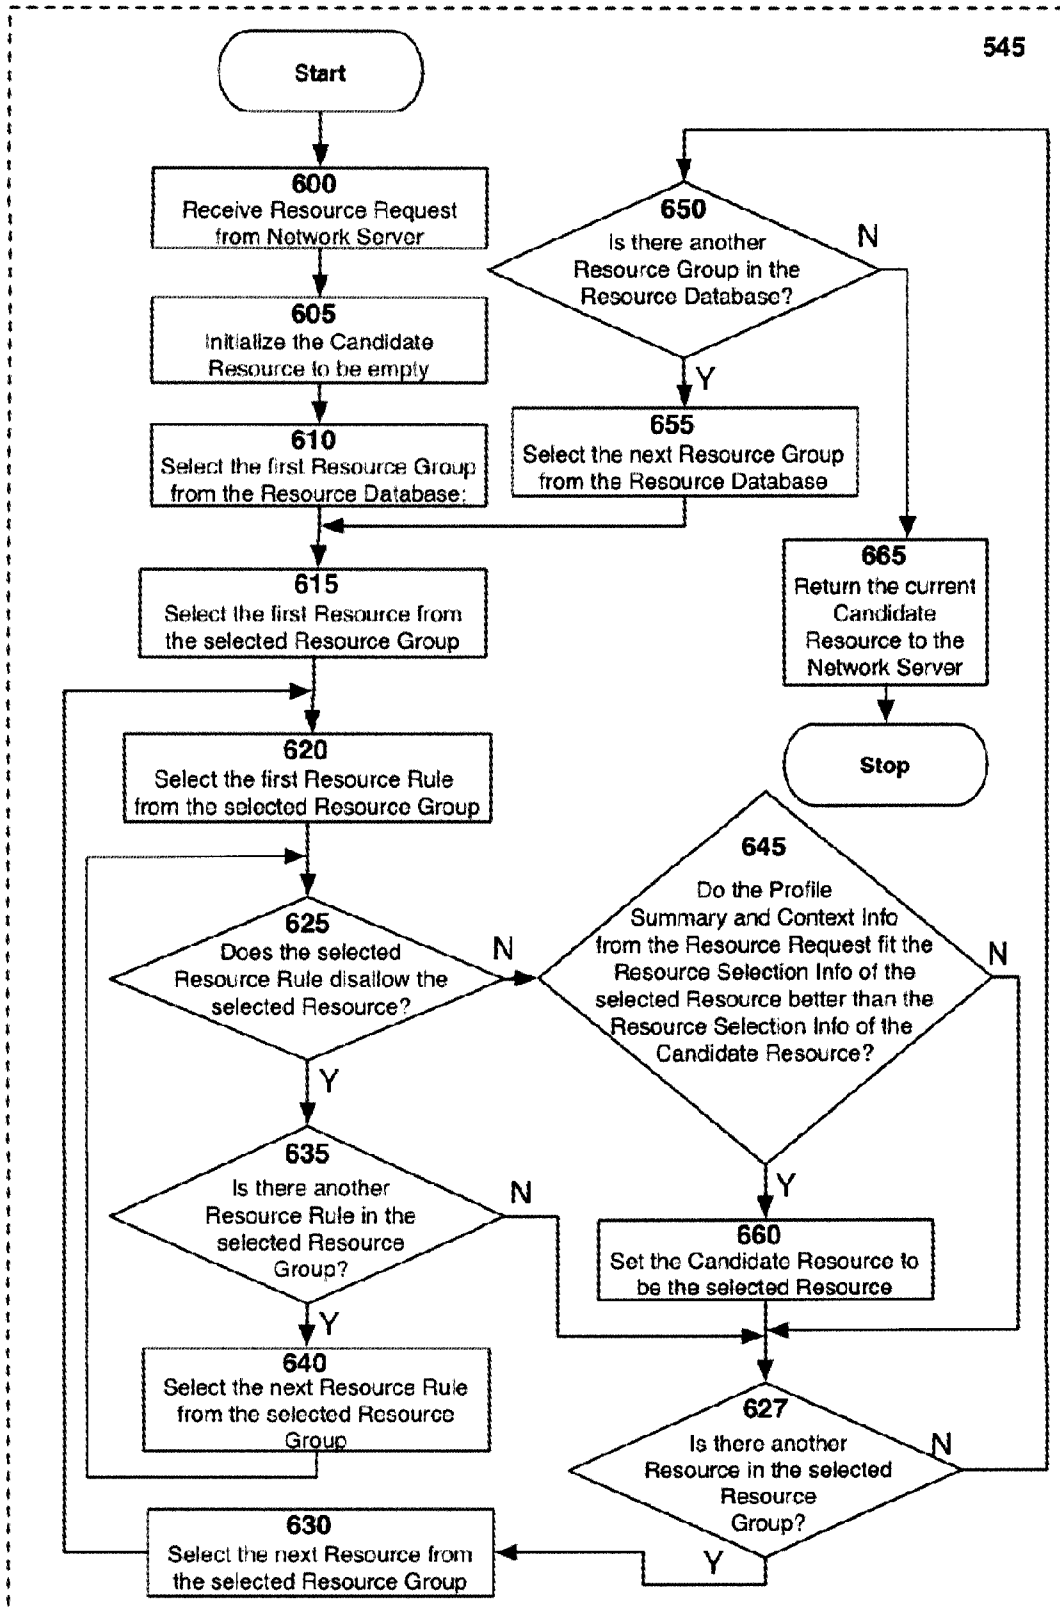 545
Start
600
Receive Resource Request
from Network Server
605
Initialize the Candidate
Resource to be empty
610
Select the first Resource Group
from the Resource Database;
615
Select the first Resource from
the selected Resource Group
620
Select the first Resource Rule
from the selected Resource Group
625
Does the selected
Resource Rule disallow the
selected Resource?
N
Y
635
Is there another
Resource Rule in the
selected Resource
Group?
N
Y
640
Select the next Resource Rule
from the selected Resource
Group
630
Select the next Resource from
the selected Resource Group
650
Is there another
Resource Group in the
Resource Database?
N
Y
655
Select the next Resource Group
from the Resource Database
665
Return the current
Candidate
Resource to the
Network Server
Stop
645
Do the Profile
Summary and Context Info
from the Resource Request fit the
Resource Selection Info of the
selected Resource better than the
Resource Selection Info of the
Candidate Resource?
N
Y
660
Set the Candidate Resource to
be the selected Resource
627
Is there another
Resource in the selected
Resource
Group?
N
Y